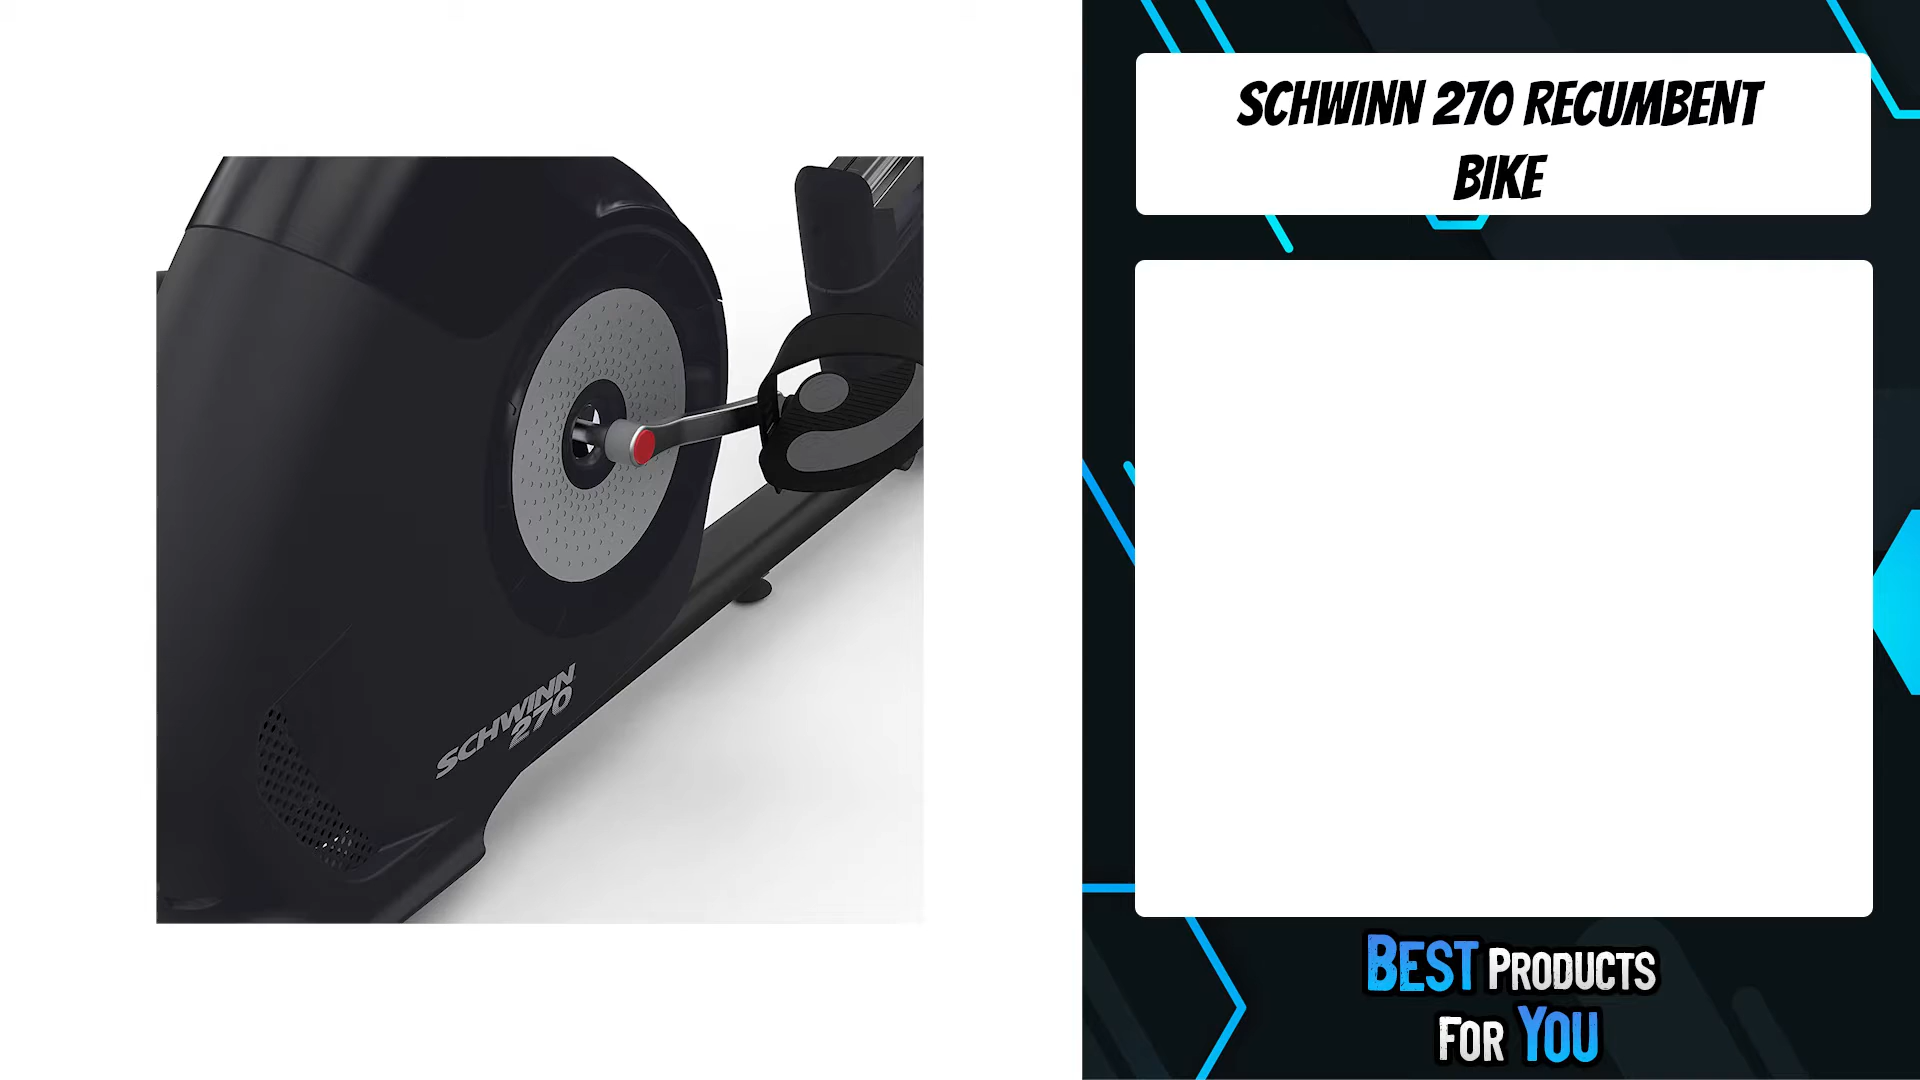 SCHWINN 270 RECUMBENT
BIKE
SCHWINN
270
BEST PRODUCTS
FOR YOU